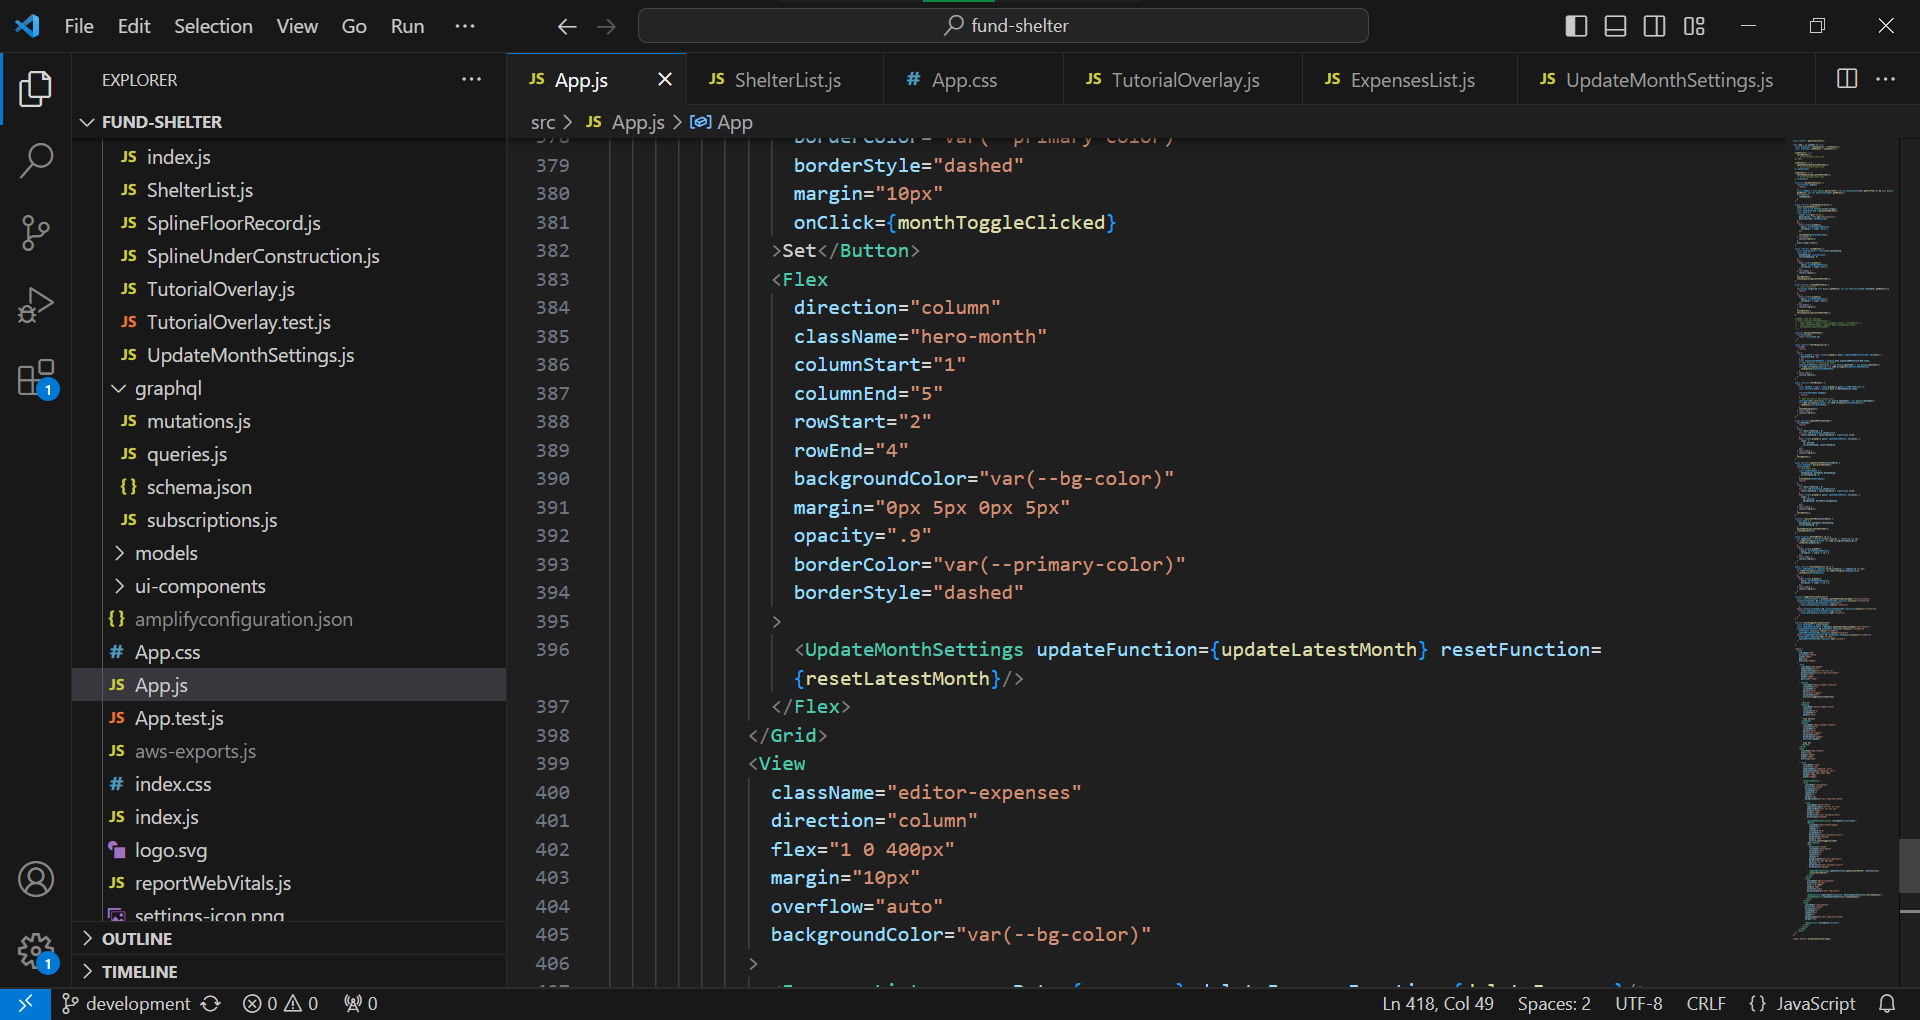 File Edit Selection View Go Run ···
fund-shelter
EXPLORER
FUND-SHELTER
JS index.js
JS ShelterList.js
JS SplineFloorRecord.js
JS SplineUnderConstruction.js
JS TutorialOverlay.js
JS TutorialOverlay.test.js
JS UpdateMonthSettings.js
graphql
JS mutations.js
JS queries.js
{} schema.json
JS subscriptions.js
models
ui-components
{} amplifyconfiguration.json
# App.css
JS App.js
JS App.test.js
JS aws-exports.js
# index.css
JS index.js
logo.svg
JS reportWebVitals.js
settings-icon.png
OUTLINE
TIMELINE
1
1
JS App.js
JS ShelterList.js
# App.css
JS TutorialOverlay.js
JS ExpensesList.js
JS UpdateMonthSettings.js
src > JS App.js > App
378 borderColor="var(--primary-color)"
379 borderStyle="dashed"
380 margin="10px"
381 onClick={monthToggleClicked}
382 >Set</Button>
383 <Flex
384 direction="column"
385 className="hero-month"
386 columnStart="1"
387 columnEnd="5"
388 rowStart="2"
389 rowEnd="4"
390 backgroundColor="var(--bg-color)"
391 margin="0px 5px 0px 5px"
392 opacity=".9"
393 borderColor="var(--primary-color)"
394 borderStyle="dashed"
395 >
396 <UpdateMonthSettings updateFunction={updateLatestMonth} resetFunction=
{resetLatestMonth}/>
397 </Flex>
398 </Grid>
399 <View
400 className="editor-expenses"
401 direction="column"
402 flex="1 0 400px"
403 margin="10px"
404 overflow="auto"
405 backgroundColor="var(--bg-color)"
406 >
development 0 0 0
Ln 418, Col 49 Spaces: 2 UTF-8 CRLF {} JavaScript